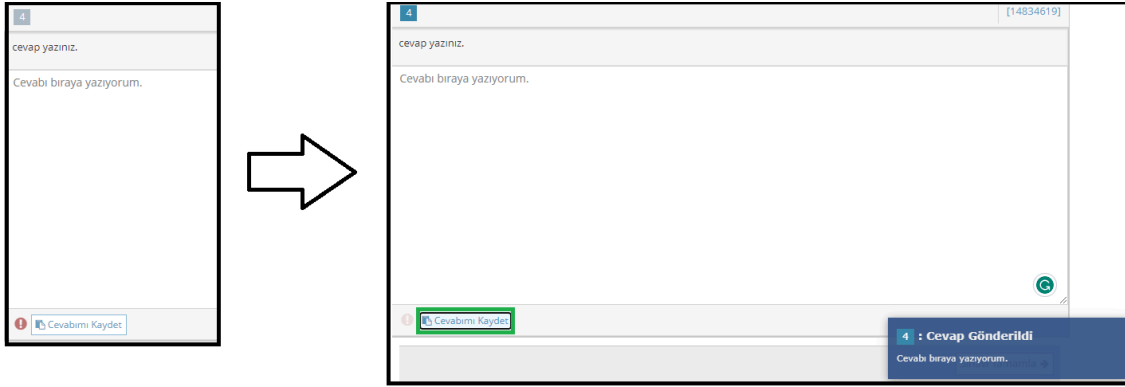 4
cevap yazınız.
Cevabı bıraya yazıyorum.
Cevabımı Kaydet
4
[14834619]
cevap yazınız.
Cevabı bıraya yazıyorum.
Cevabımı Kaydet
4 : Cevap Gönderildi
Cevabı bıraya yazıyorum.